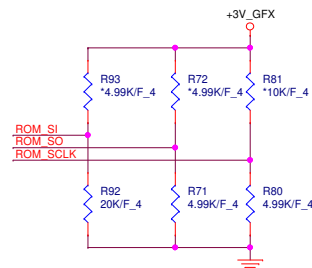 +3V_GFX
R93
*4.99K/F_4
R72
*4.99K/F_4
R81
*10K/F_4
ROM_SI
ROM_SO
ROM_SCLK
R92
20K/F_4
R71
4.99K/F_4
R80
4.99K/F_4